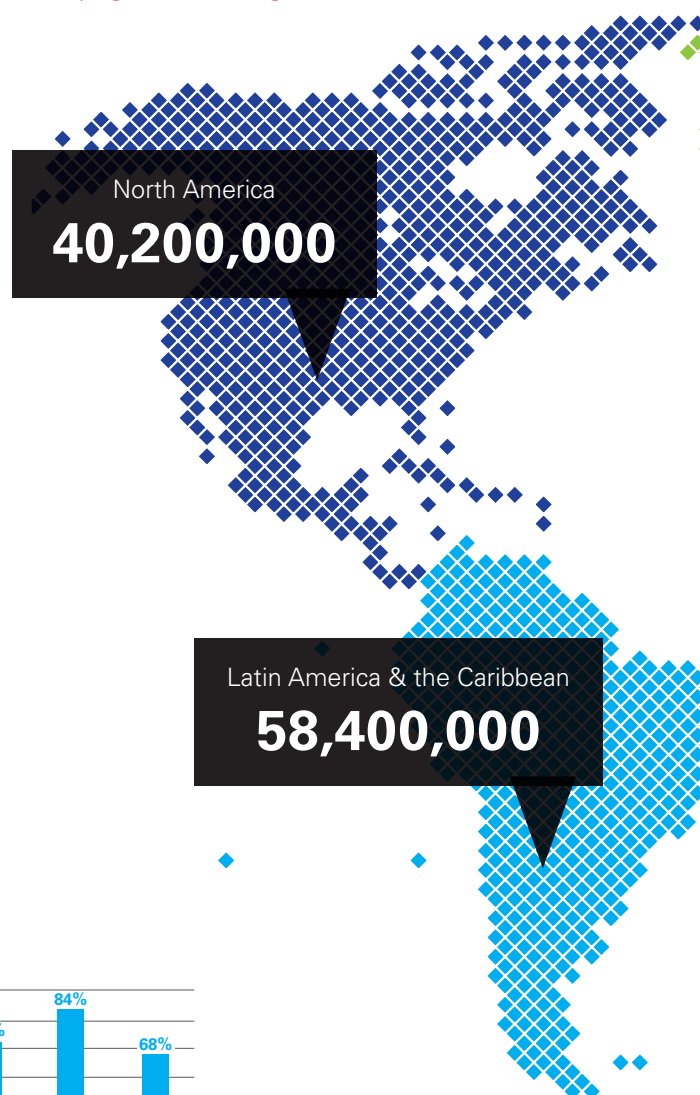 North America
40,200,000
Latin America & the Caribbean
58,400,000
84%
68%